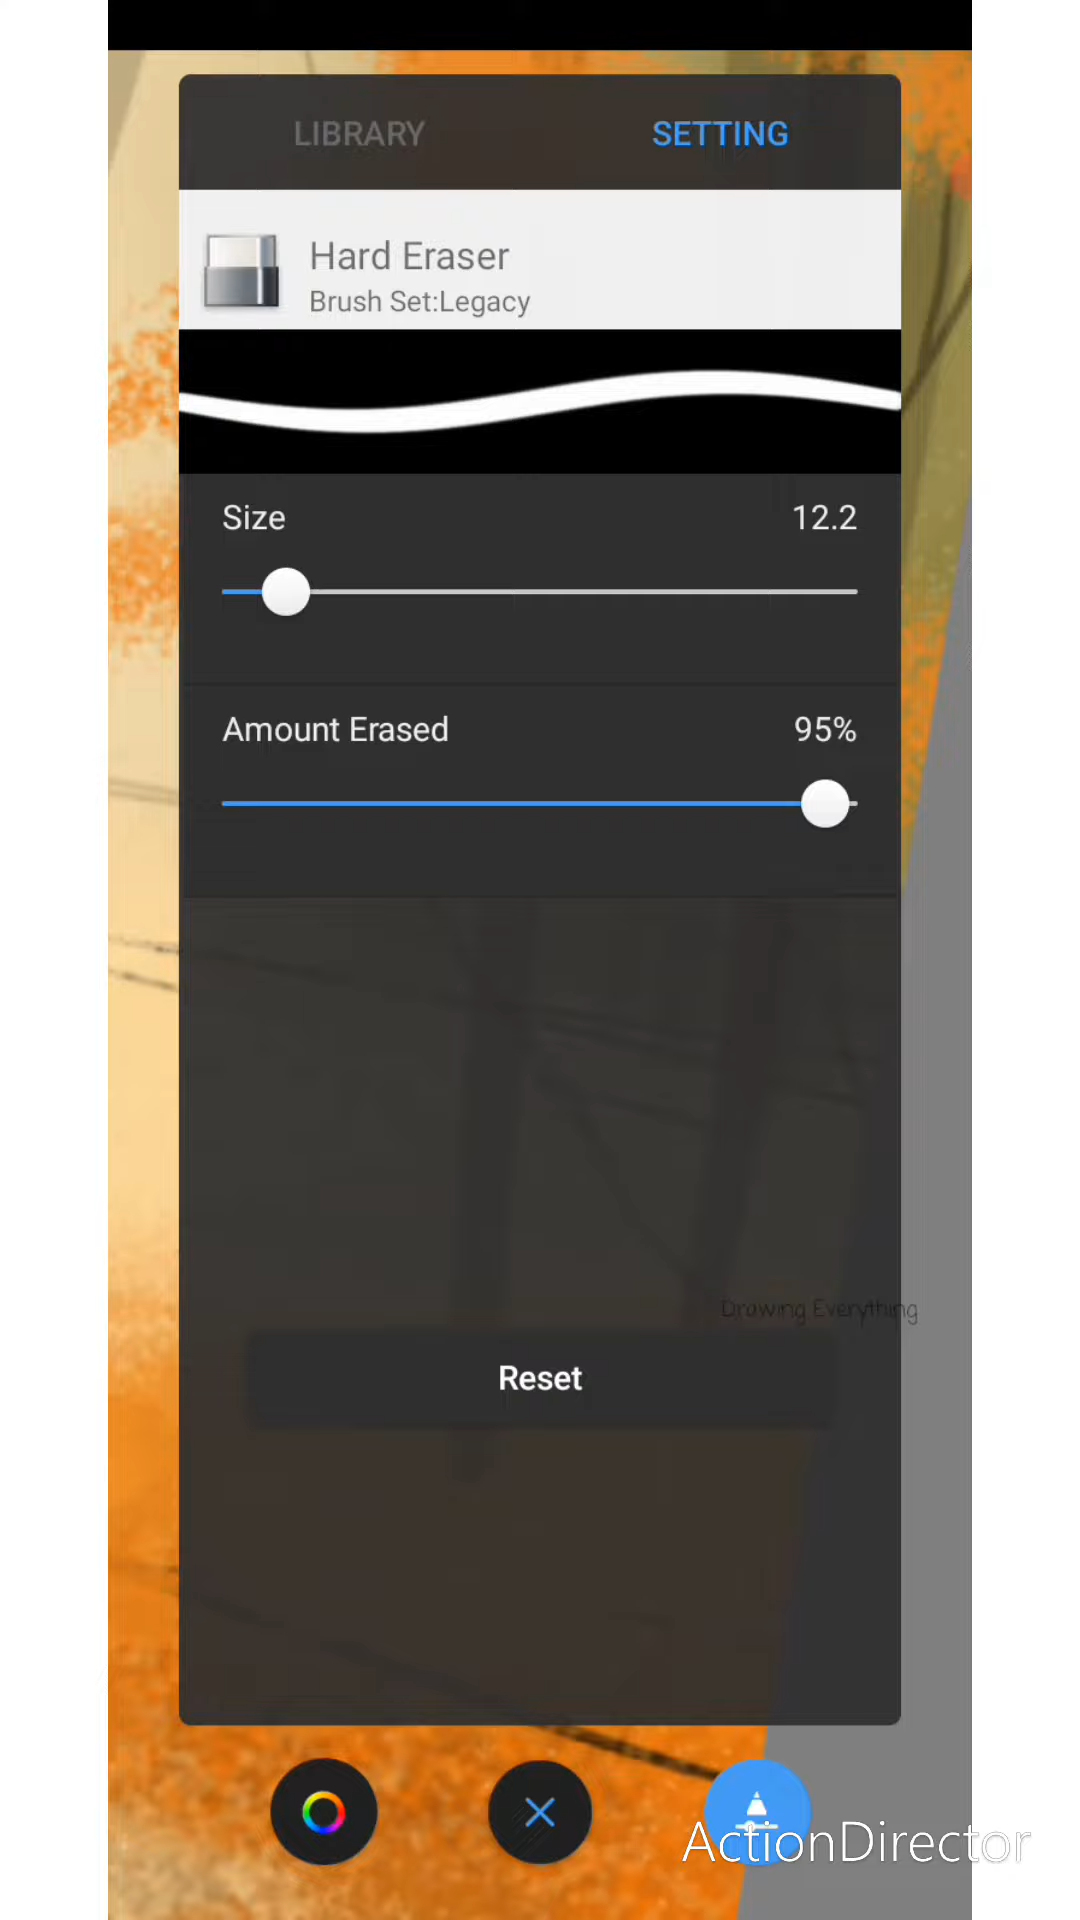 LIBRARY SETTING
Hard Eraser
Brush Set:Legacy
Size 12.2
Amount Erased 95%
Drawing Everything
Reset
ActionDirector